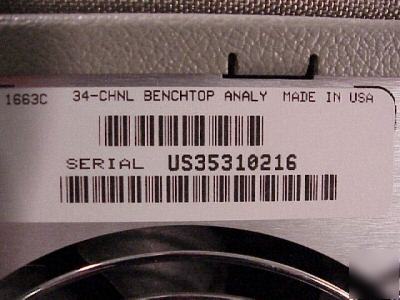 1663C 34-CHNL BENCHTOP ANALY MADE IN USA
SERIAL US35310216